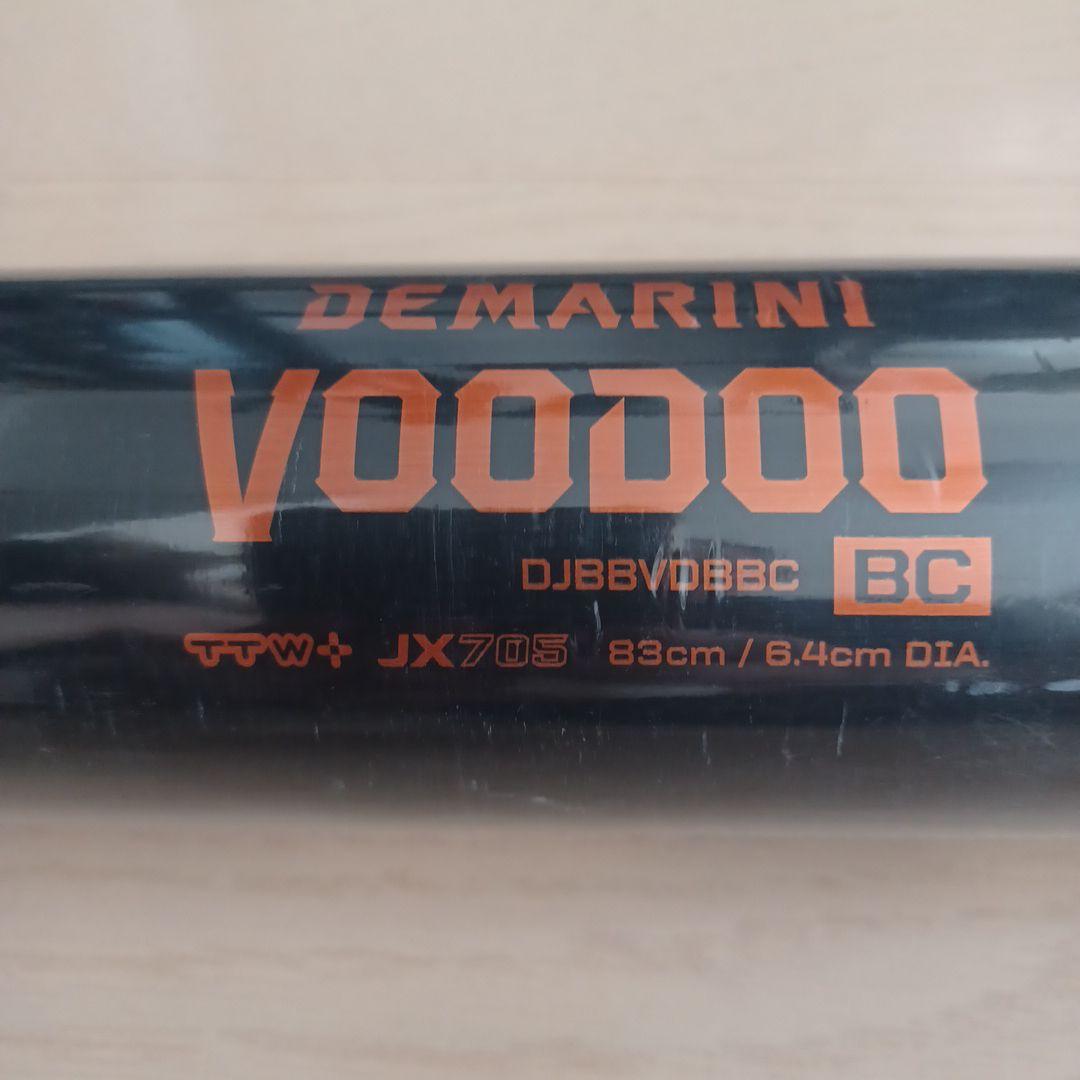 DEMARINI
VOODOO
DJBBVDBBC BC
TTW+ JX705 83cm / 6.4cm DIA.